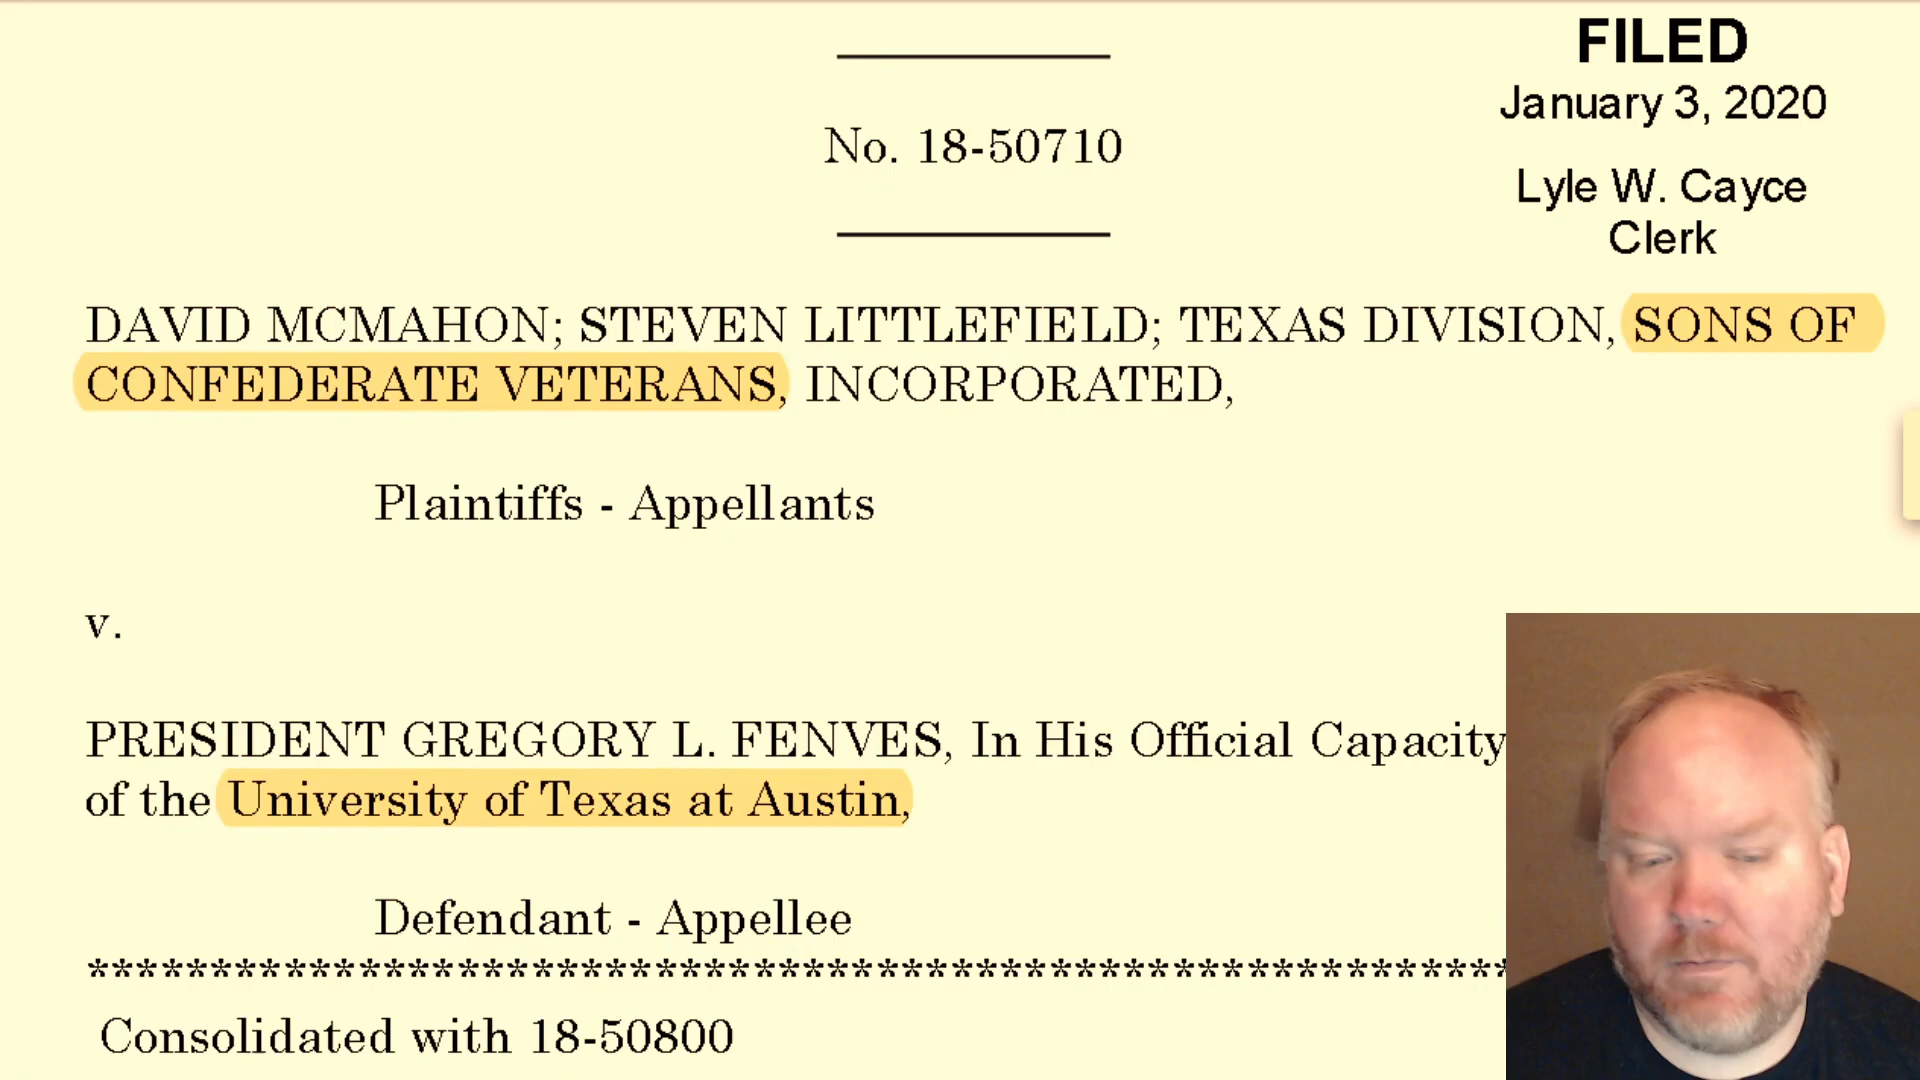 FILED
January 3, 2020
No. 18-50710
Lyle W. Cayce
Clerk
DAVID MCMAHON; STEVEN LITTLEFIELD; TEXAS DIVISION, SONS OF
CONFEDERATE VETERANS, INCORPORATED,
Plaintiffs - Appellants
v.
PRESIDENT GREGORY L. FENVES, In His Official Capacity
of the University of Texas at Austin,
Defendant - Appellee
**********************************************************
Consolidated with 18-50800